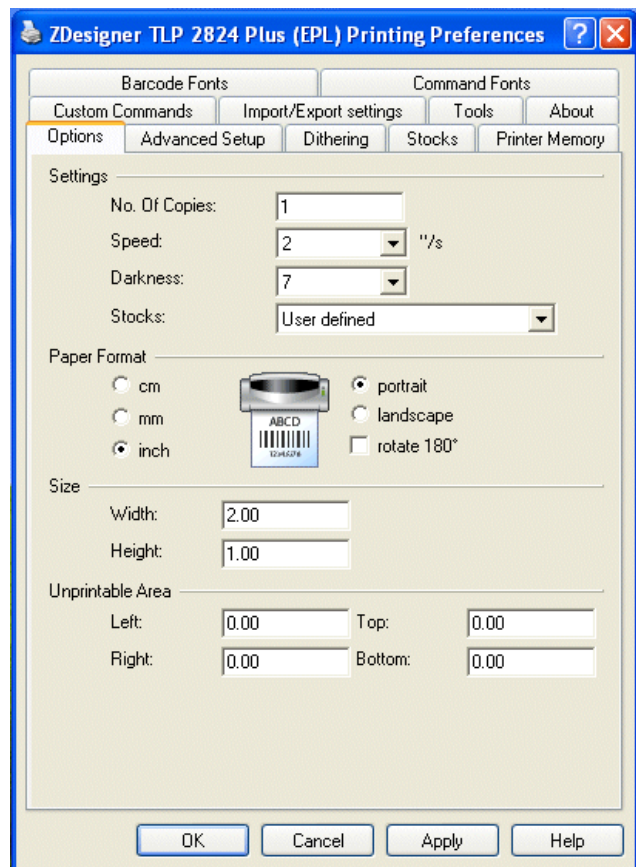 ZDesigner TLP 2824 Plus (EPL) Printing Preferences
Barcode Fonts Command Fonts
Custom Commands Import/Export settings Tools About
Options Advanced Setup Dithering Stocks Printer Memory
Settings
No. Of Copies: 1
Speed: 2 "/s
Darkness: 7
Stocks: User defined
Paper Format
cm portrait
mm landscape
inch rotate 180°
ABCD
Size
Width: 2.00
Height: 1.00
Unprintable Area
Left: 0.00 Top: 0.00
Right: 0.00 Bottom: 0.00
OK Cancel Apply Help